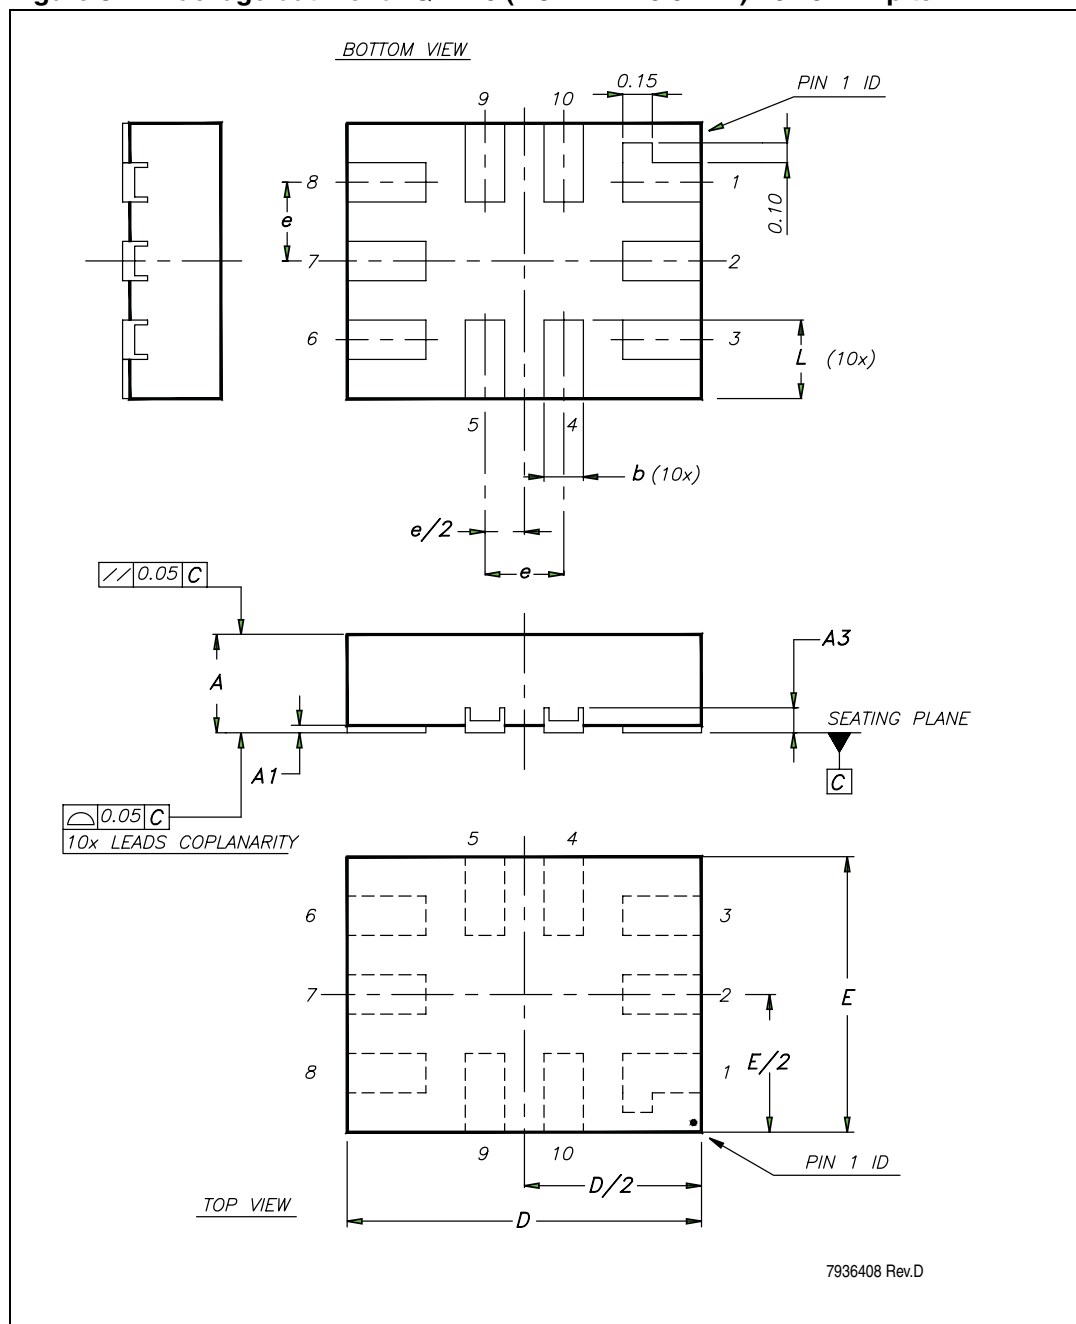 BOTTOM VIEW
0.15
PIN 1 ID
9 10
8
1
e
0.10
7
2
6
3
L (10x)
5 4
b (10x)
e/2
e
// 0.05 C
A3
A
SEATING PLANE
A1
C
0.05 C
10x LEADS COPLANARITY
5 4
6
3
7
2
E
E/2
8
1
9 10
PIN 1 ID
D/2
TOP VIEW
D
7936408 Rev.D